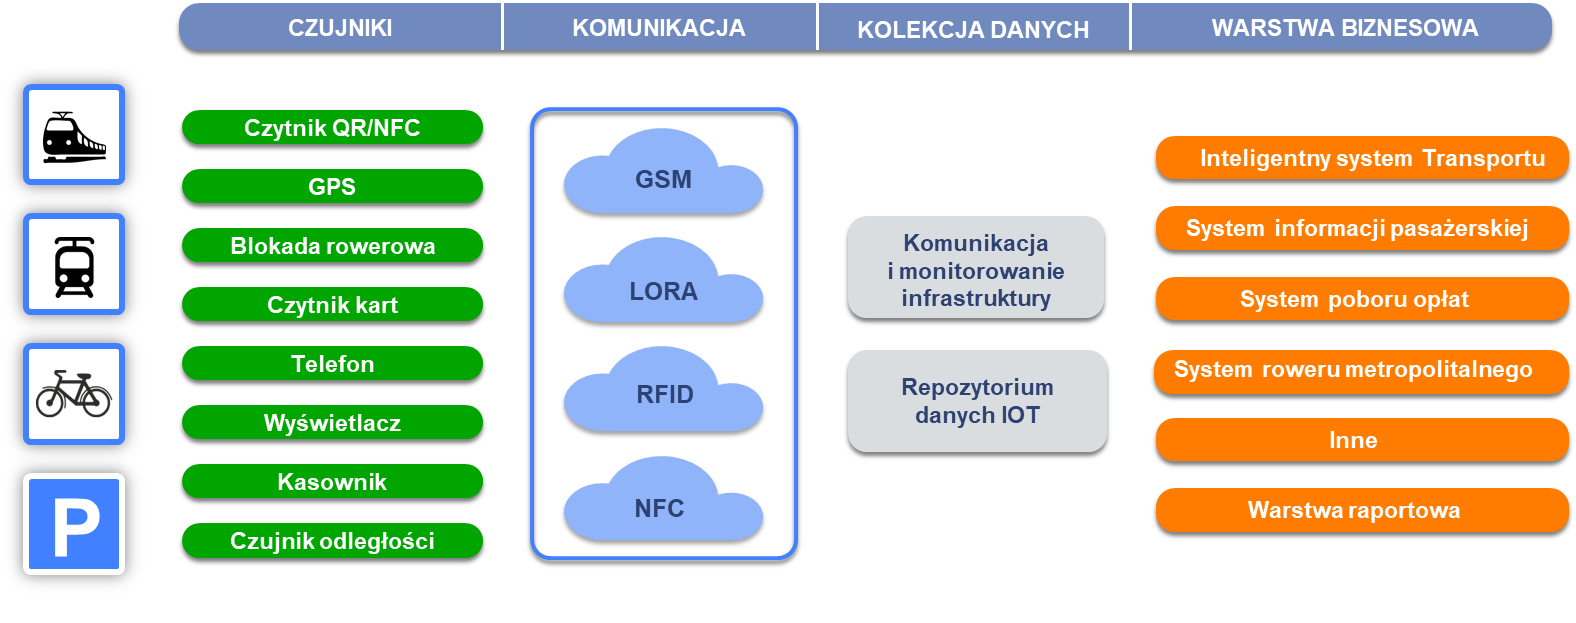 CZUJNIKI
KOMUNIKACJA
KOLEKCJA DANYCH
WARSTWA BIZNESOWA
Czytnik QR/NFC
GPS
Blokada rowerowa
Czytnik kart
Telefon
Wyświetlacz
Kasownik
Czujnik odległości
GSM
LORA
RFID
NFC
Komunikacja
i monitorowanie
infrastruktury
Repozytorium
danych IOT
Inteligentny system Transportu
System informacji pasażerskiej
System poboru opłat
System roweru metropolitalnego
Inne
Warstwa raportowa
P